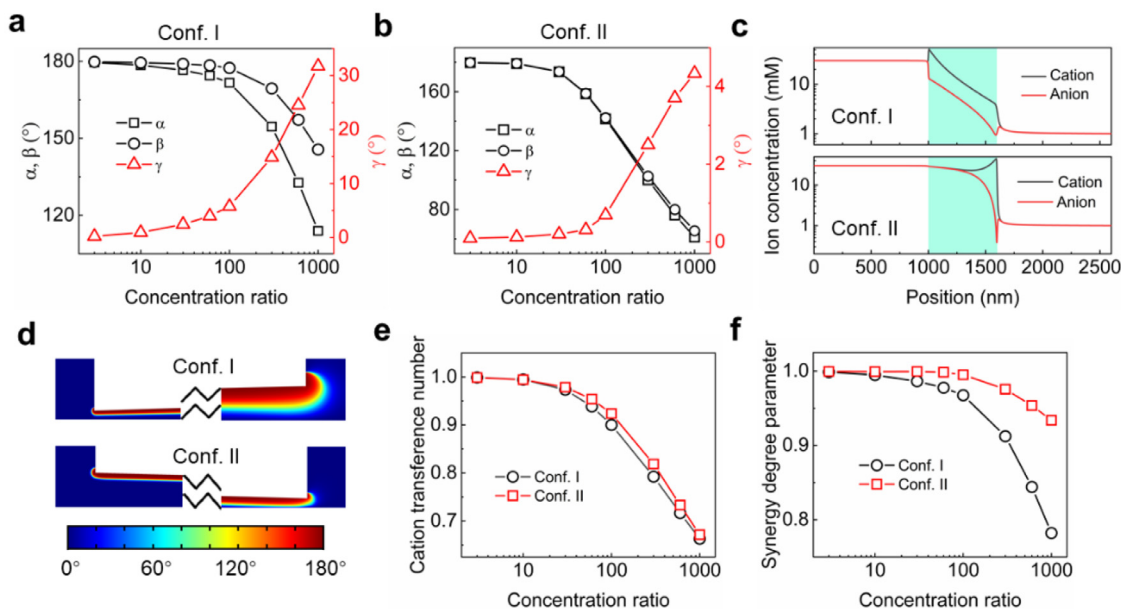 a
Conf. I
α, β (°)
180
150
120
α
β
γ
30
20
10
0
γ (°)
10
100
1000
Concentration ratio
b
Conf. II
α, β (°)
160
120
80
α
β
γ
4
2
0
γ (°)
10
100
1000
Concentration ratio
c
Ion concentration (mM)
10
1
Conf. I
Cation
Anion
10
1
Conf. II
Cation
Anion
0
500
1000
1500
2000
2500
Position (nm)
d
Conf. I
Conf. II
0°
60°
120°
180°
e
Cation transference number
1.0
0.9
0.8
0.7
Conf. I
Conf. II
10
100
1000
Concentration ratio
f
Synergy degree parameter
1.0
0.9
0.8
Conf. I
Conf. II
10
100
1000
Concentration ratio